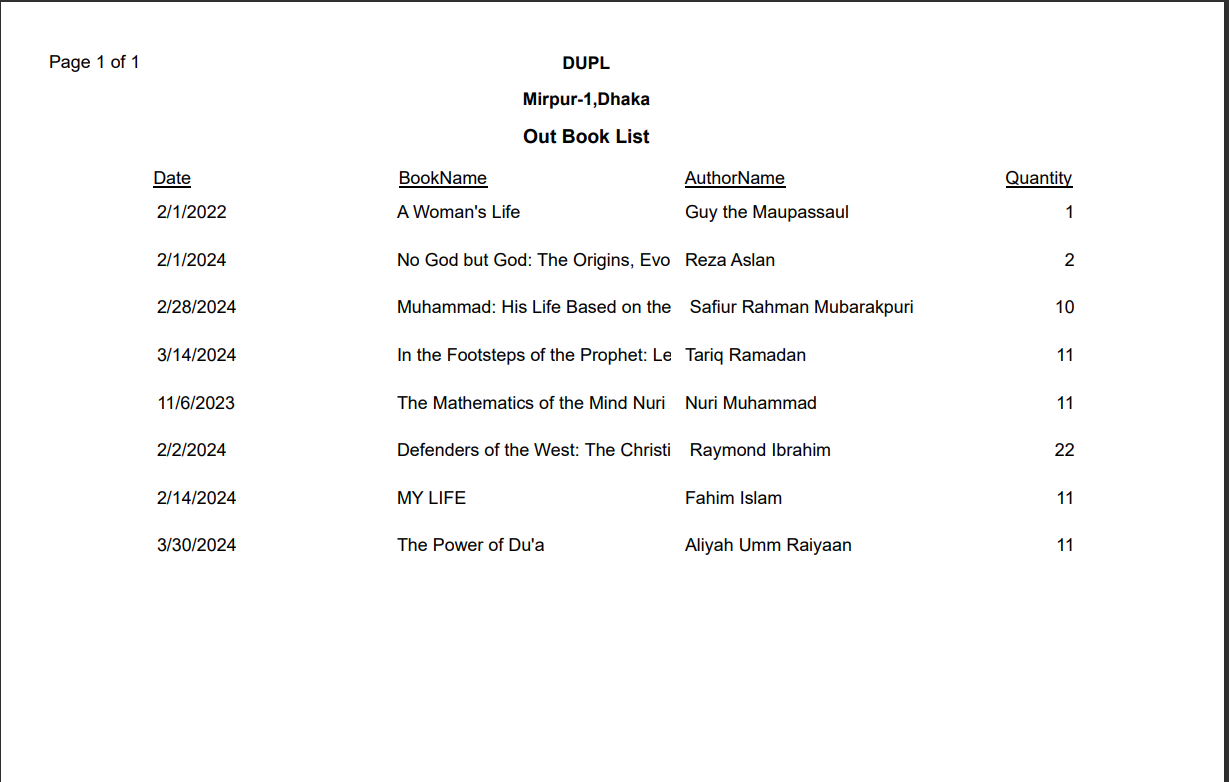 Page 1 of 1
DUPL
Mirpur-1,Dhaka
Out Book List
Date BookName AuthorName Quantity
2/1/2022 A Woman's Life Guy the Maupassaul 1
2/1/2024 No God but God: The Origins, Evo Reza Aslan 2
2/28/2024 Muhammad: His Life Based on the Safiur Rahman Mubarakpuri 10
3/14/2024 In the Footsteps of the Prophet: Le Tariq Ramadan 11
11/6/2023 The Mathematics of the Mind Nuri Nuri Muhammad 11
2/2/2024 Defenders of the West: The Christi Raymond Ibrahim 22
2/14/2024 MY LIFE Fahim Islam 11
3/30/2024 The Power of Du'a Aliyah Umm Raiyaan 11